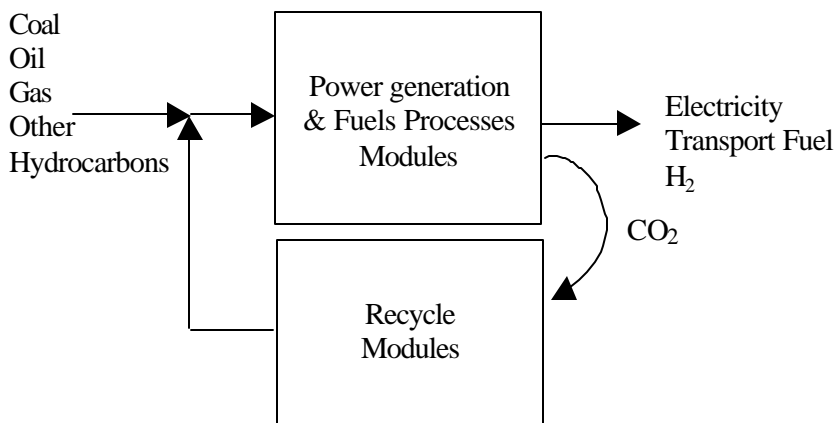 Coal
Oil
Gas
Other
Hydrocarbons
Power generation
& Fuels Processes
Modules
Electricity
Transport Fuel
H₂
CO₂
Recycle
Modules